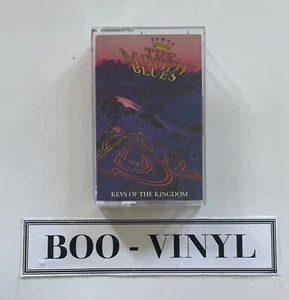 THE
MOODY
BLUES
KEYS OF THE KINGDOM
BOO - VINYL